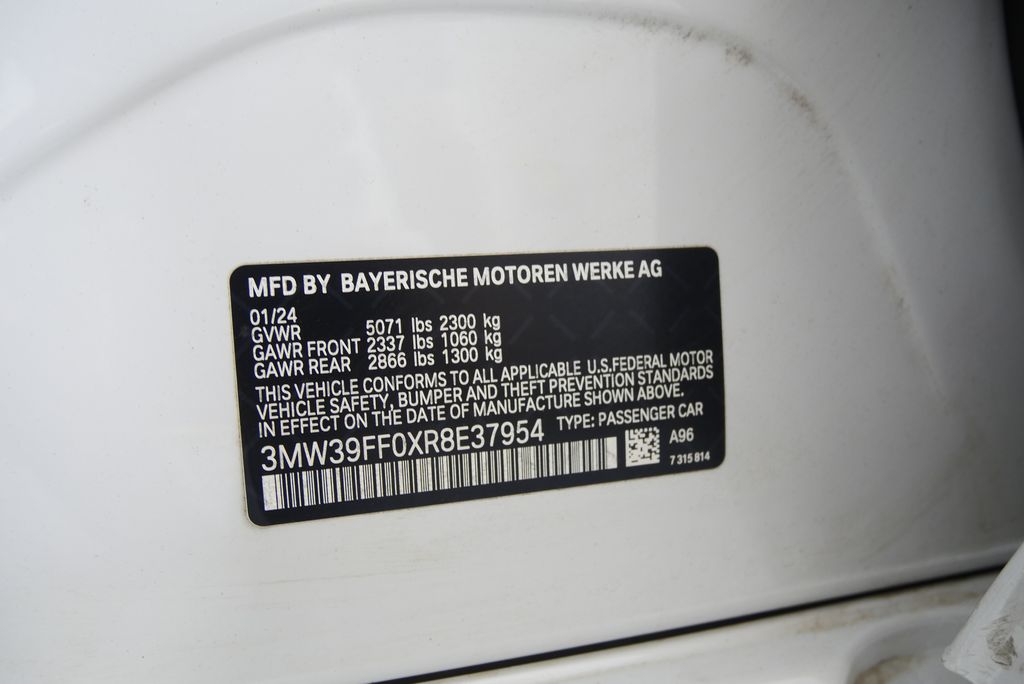 MFD BY BAYERISCHE MOTOREN WERKE AG
01/24
GVWR 5071 lbs 2300 kg
GAWR FRONT 2337 lbs 1060 kg
GAWR REAR 2866 lbs 1300 kg
THIS VEHICLE CONFORMS TO ALL APPLICABLE U.S.FEDERAL MOTOR
VEHICLE SAFETY, BUMPER AND THEFT PREVENTION STANDARDS
IN EFFECT ON THE DATE OF MANUFACTURE SHOWN ABOVE.
3MW39FF0XR8E37954 TYPE: PASSENGER CAR
A96
7 315 814